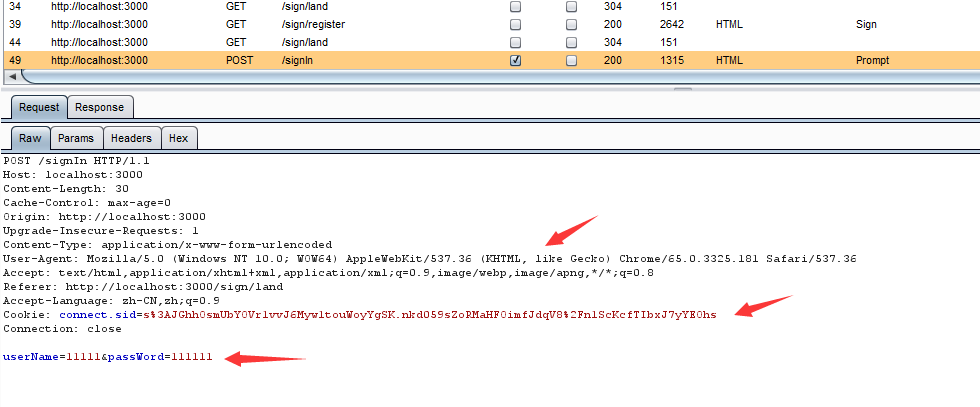 34 http://localhost:3000 GET /sign/land 304 151
39 http://localhost:3000 GET /sign/register 200 2642 HTML Sign
44 http://localhost:3000 GET /sign/land 304 151
49 http://localhost:3000 POST /signIn 200 1315 HTML Prompt
Request Response
Raw Params Headers Hex
POST /signIn HTTP/1.1
Host: localhost:3000
Content-Length: 30
Cache-Control: max-age=0
Origin: http://localhost:3000
Upgrade-Insecure-Requests: 1
Content-Type: application/x-www-form-urlencoded
User-Agent: Mozilla/5.0 (Windows NT 10.0; WOW64) AppleWebKit/537.36 (KHTML, like Gecko) Chrome/65.0.3325.181 Safari/537.36
Accept: text/html,application/xhtml+xml,application/xml;q=0.9,image/webp,image/apng,*/*;q=0.8
Referer: http://localhost:3000/sign/land
Accept-Language: zh-CN,zh;q=0.9
Cookie: connect.sid=
Connection: close
userName=11111&passWord=111111